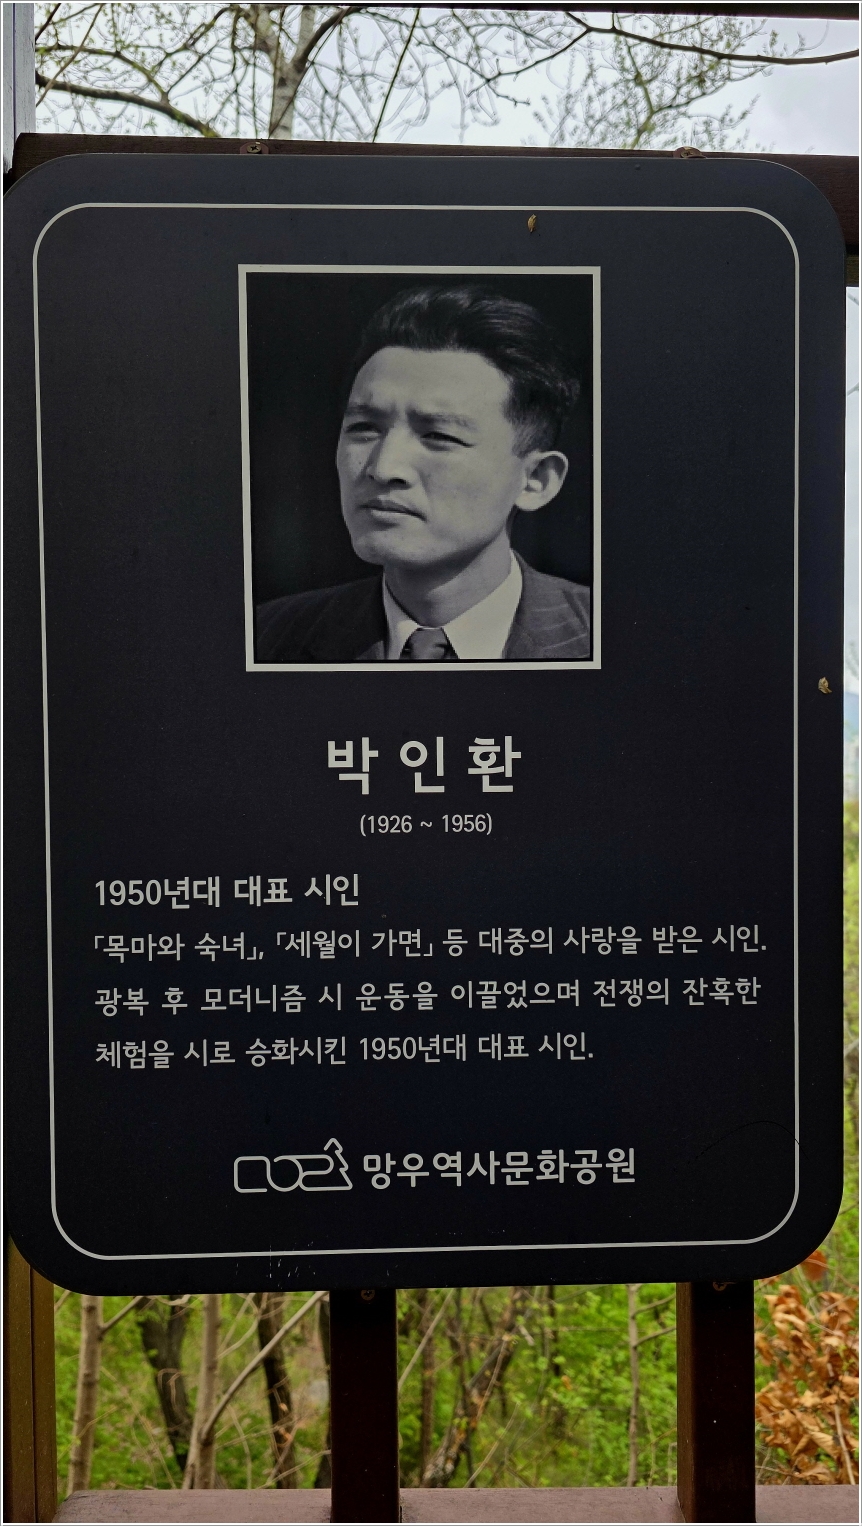 박인환
(1926 ~ 1956)
1950년대 대표 시인
「목마와 숙녀」, 「세월이 가면」 등 대중의 사랑을 받은 시인.
광복 후 모더니즘 시 운동을 이끌었으며 전쟁의 잔혹한
체험을 시로 승화시킨 1950년대 대표 시인.
망우역사문화공원